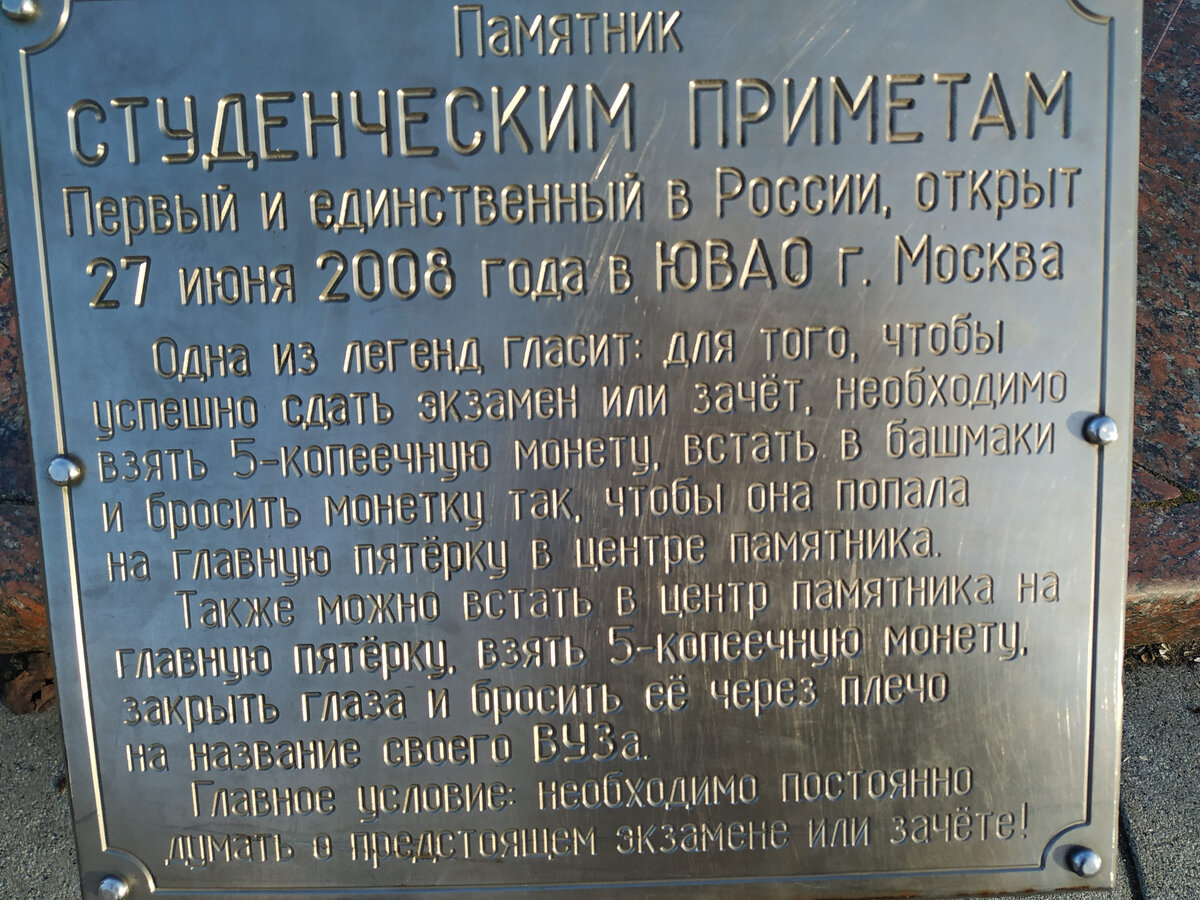 Памятник
СТУДЕНЧЕСКИМ ПРИМЕТАМ
Первый и единственный в России, открыт
27 июня 2008 года в ЮВАО г. Москва
Одна из легенд гласит: для того, чтобы
успешно сдать экзамен или зачёт, необходимо
взять 5-копеечную монету, встать в башмаки
и бросить монетку так, чтобы она попала
на главную пятёрку в центре памятника.
Также можно встать в центр памятника на
главную пятёрку, взять 5-копеечную монету,
закрыть глаза и бросить её через плечо
на название своего ВУЗа.
Главное условие: необходимо постоянно
думать о предстоящем экзамене или зачёте!